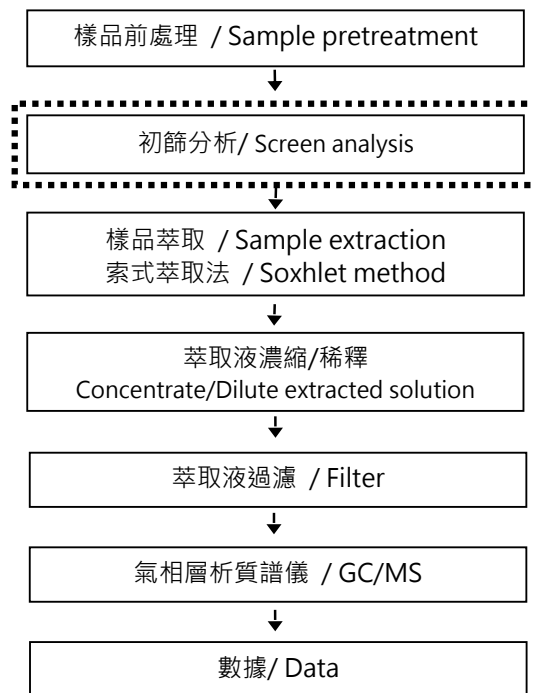 樣品前處理 / Sample pretreatment
初篩分析/ Screen analysis
樣品萃取 / Sample extraction
索式萃取法 / Soxhlet method
萃取液濃縮/稀釋
Concentrate/Dilute extracted solution
萃取液過濾 / Filter
氣相層析質譜儀 / GC/MS
數據/ Data